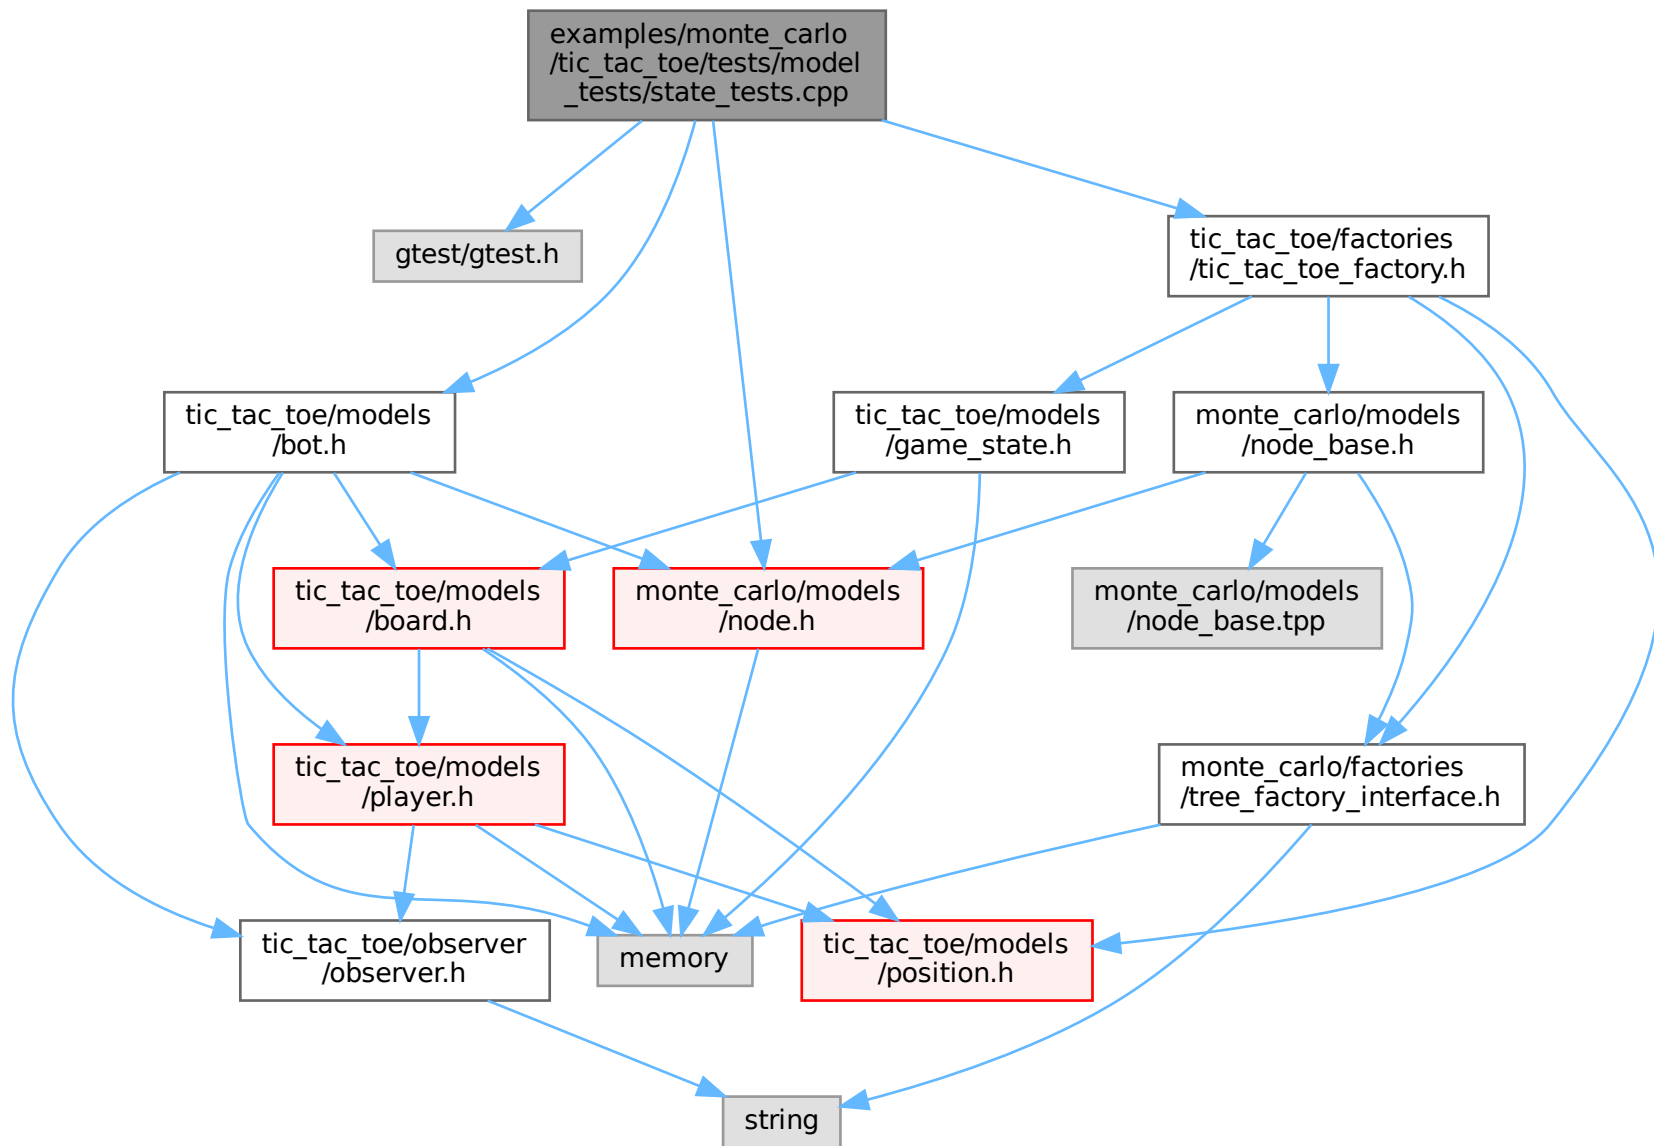 examples/monte_carlo
/tic_tac_toe/tests/model
_tests/state_tests.cpp
gtest/gtest.h
tic_tac_toe/factories
/tic_tac_toe_factory.h
tic_tac_toe/models
/bot.h
tic_tac_toe/models
/game_state.h
monte_carlo/models
/node_base.h
tic_tac_toe/models
/board.h
monte_carlo/models
/node.h
monte_carlo/models
/node_base.tpp
tic_tac_toe/models
/player.h
monte_carlo/factories
/tree_factory_interface.h
tic_tac_toe/observer
/observer.h
memory
tic_tac_toe/models
/position.h
string